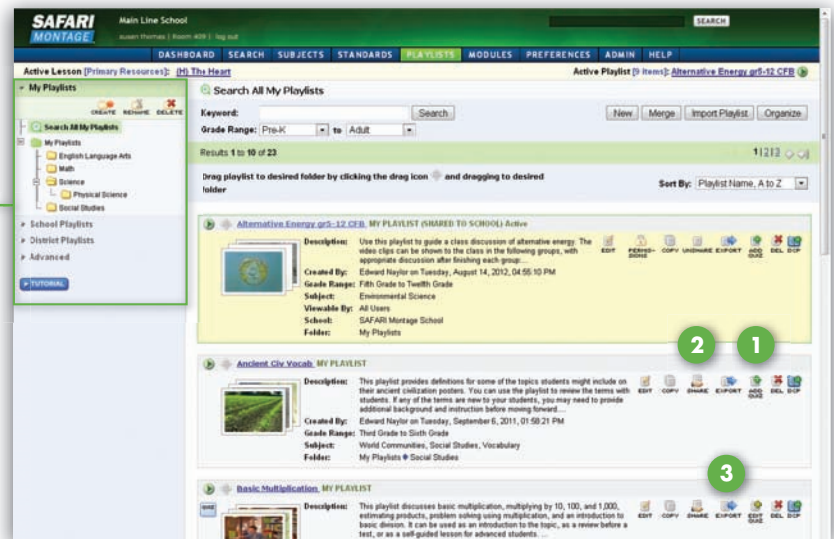 SAFARI
MONTAGE
Main Line School
susan thomas | Room 409 | log out
SEARCH
DASHBOARD SEARCH SUBJECTS STANDARDS PLAYLISTS MODULES PREFERENCES ADMIN HELP
Active Lesson [Primary Resources]: (H) The Heart
Active Playlist [9 items]: Alternative Energy gr5-12 CFB
My Playlists
CREATE RENAME DELETE
Search All My Playlists
My Playlists
English Language Arts
Math
Science
Physical Science
Social Studies
School Playlists
District Playlists
Advanced
TUTORIAL
Search All My Playlists
Keyword: Search
New Merge Import Playlist Organize
Grade Range: Pre-K to Adult
Results 1 to 10 of 23
1|2|3
Drag playlist to desired folder by clicking the drag icon and dragging to desired
folder
Sort By: Playlist Name, A to Z
Alternative Energy gr5-12 CFB MY PLAYLIST (SHARED TO SCHOOL) Active
Description: Use this playlist to guide a class discussion of alternative energy. The
video clips can be shown to the class in the following groups, with
appropriate discussion after finishing each group:...
EDIT PERMIS-SIONS COPY UNSHARE EXPORT ADD QUIZ DEL DCP
Created By: Edward Naylor on Tuesday, August 14, 2012, 04:55:10 PM
Grade Range: Fifth Grade to Twelfth Grade
Subject: Environmental Science
Viewable By: All Users
School: SAFARI Montage School
Folder: My Playlists
2
1
Ancient Civ Vocab MY PLAYLIST
Description: This playlist provides definitions for some of the topics students might include on
their ancient civilization posters. You can use the playlist to review the terms with
students. If any of the terms are new to your students, you may need to provide
additional background and instruction before moving forward....
EDIT COPY SHARE EXPORT ADD QUIZ DEL DCP
Created By: Edward Naylor on Tuesday, September 6, 2011, 01:58:21 PM
Grade Range: Third Grade to Sixth Grade
Subject: World Communities, Social Studies, Vocabulary
Folder: My Playlists Social Studies
3
Basic Multiplication MY PLAYLIST
QUIZ
Description: This playlist discusses basic multiplication, multiplying by 10, 100, and 1,000,
estimating products, problem solving using multiplication, and an introduction to
basic division. It can be used as an introduction to the topic, as a review before a
test, or as a self-guided lesson for advanced students. ...
EDIT COPY SHARE EXPORT EDIT QUIZ DEL DCP